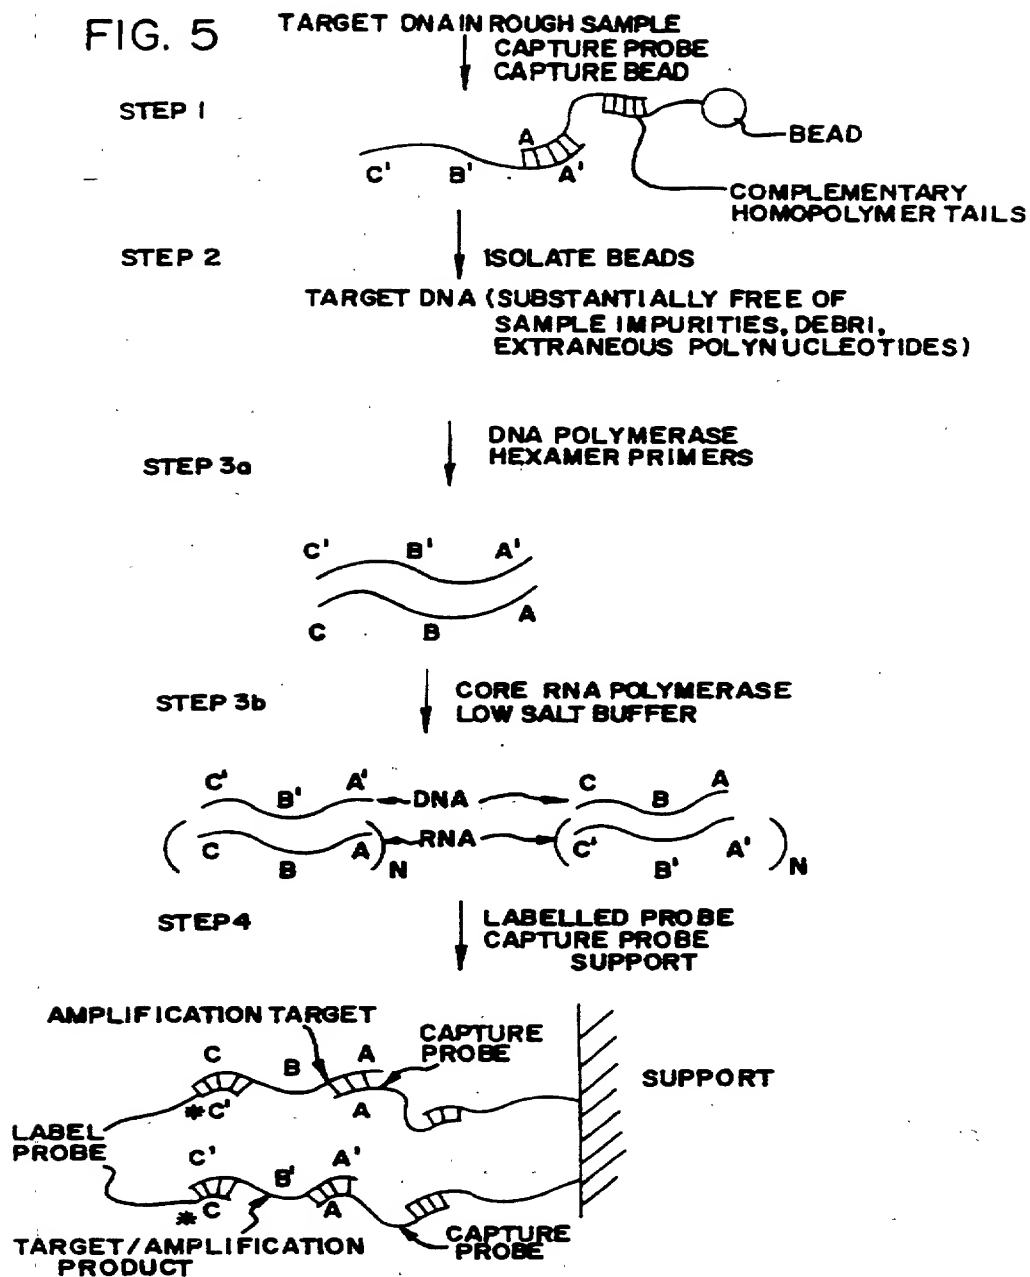 FIG. 5
TARGET DNA IN ROUGH SAMPLE
CAPTURE PROBE
CAPTURE BEAD
STEP 1
A
BEAD
C' B' A'
COMPLEMENTARY
HOMOPOLYMER TAILS
STEP 2
ISOLATE BEADS
TARGET DNA (SUBSTANTIALLY FREE OF
SAMPLE IMPURITIES, DEBRI,
EXTRANEOUS POLYNUCLEOTIDES)
DNA POLYMERASE
HEXAMER PRIMERS
STEP 3a
C' B' A'
C B A
STEP 3b
CORE RNA POLYMERASE
LOW SALT BUFFER
C' B' A' DNA C B A
(C B A)N RNA (C' B' A')N
STEP 4
LABELLED PROBE
CAPTURE PROBE
SUPPORT
AMPLIFICATION TARGET
CAPTURE
PROBE
C B A
SUPPORT
*C' A
LABEL
PROBE
C' B' A'
*C A
TARGET/AMPLIFICATION
PRODUCT
CAPTURE
PROBE